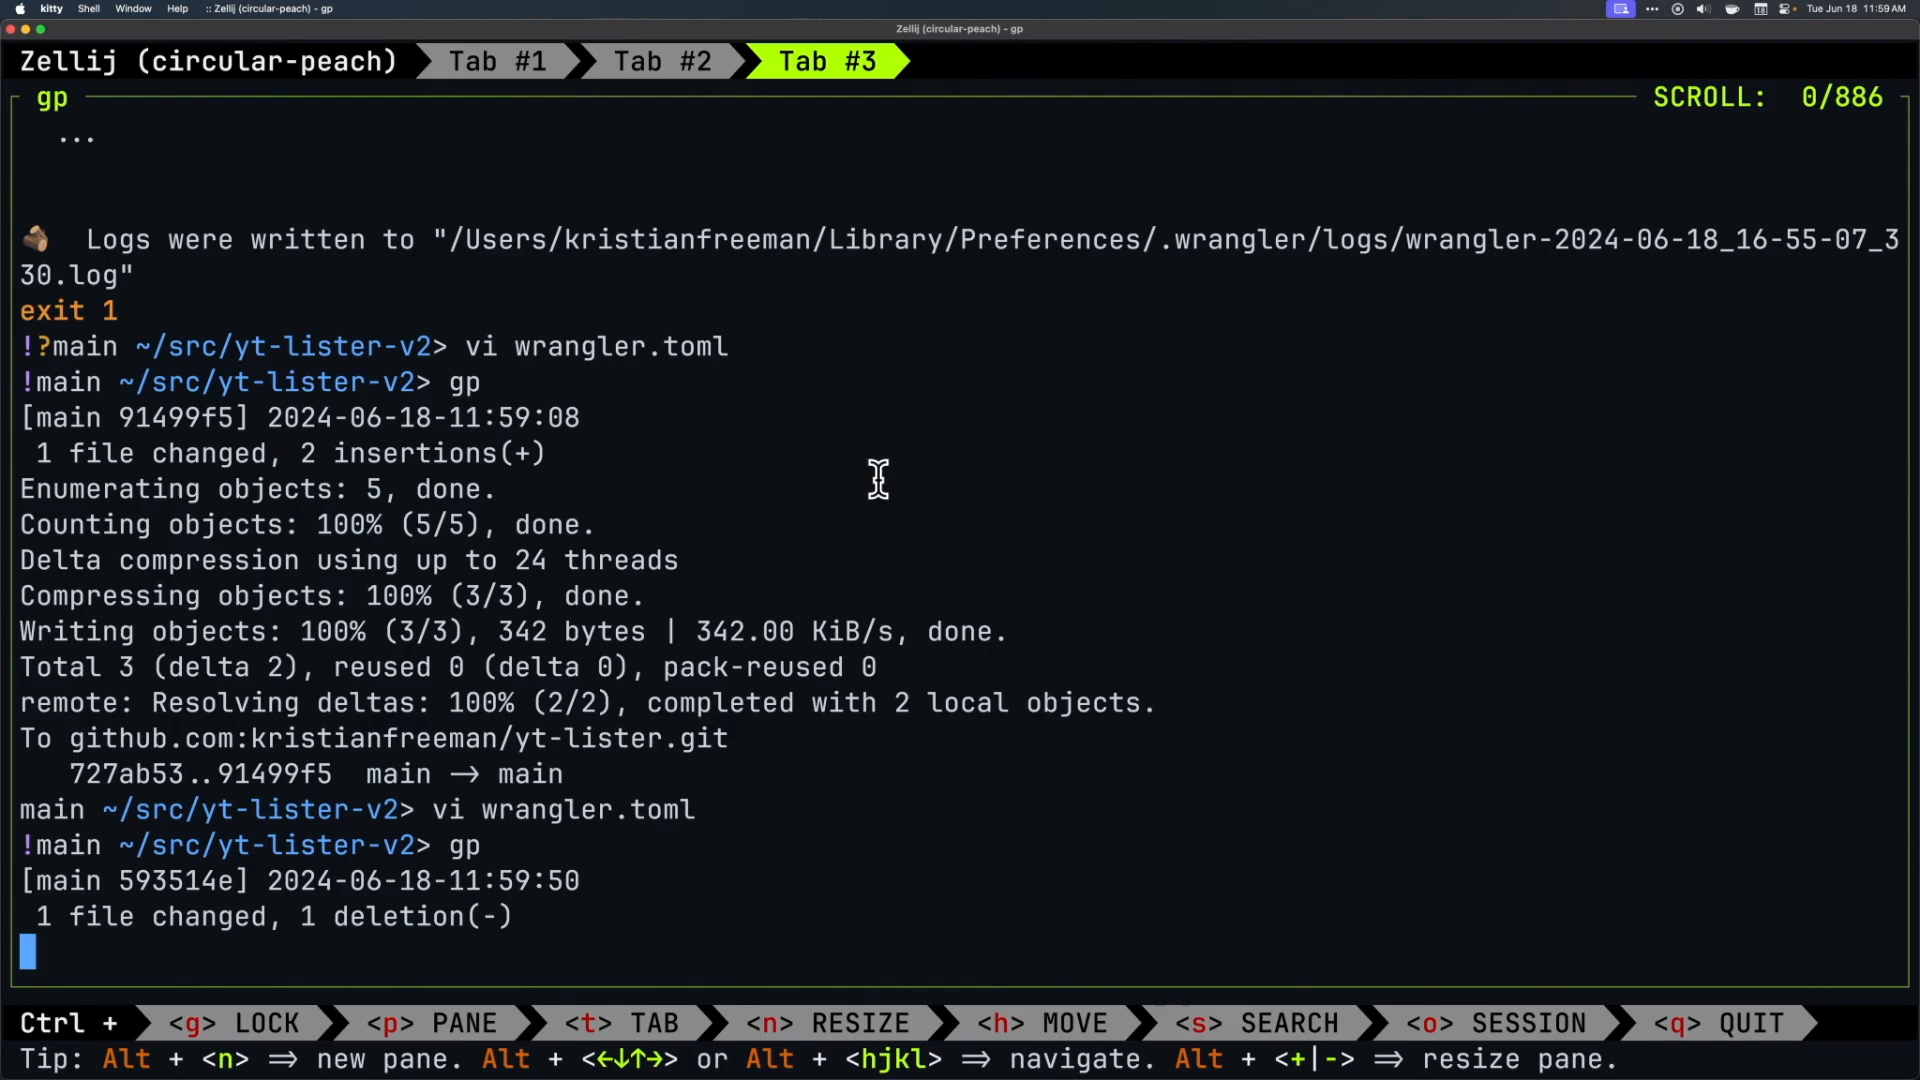 kitty Shell Window Help :: Zellij (circular-peach) - gp
Tue Jun 18 11:59 AM
Zellij (circular-peach) - gp
Zellij (circular-peach) Tab #1 Tab #2 Tab #3
gp SCROLL: 0/886
...
Logs were written to "/Users/kristianfreeman/Library/Preferences/.wrangler/logs/wrangler-2024-06-18_16-55-07_3
30.log"
exit 1
!?main ~/src/yt-lister-v2> vi wrangler.toml
!main ~/src/yt-lister-v2> gp
[main 91499f5] 2024-06-18-11:59:08
1 file changed, 2 insertions(+)
Enumerating objects: 5, done.
Counting objects: 100% (5/5), done.
Delta compression using up to 24 threads
Compressing objects: 100% (3/3), done.
Writing objects: 100% (3/3), 342 bytes | 342.00 KiB/s, done.
Total 3 (delta 2), reused 0 (delta 0), pack-reused 0
remote: Resolving deltas: 100% (2/2), completed with 2 local objects.
To github.com:kristianfreeman/yt-lister.git
727ab53..91499f5 main -> main
main ~/src/yt-lister-v2> vi wrangler.toml
!main ~/src/yt-lister-v2> gp
[main 593514e] 2024-06-18-11:59:50
1 file changed, 1 deletion(-)
Ctrl + <g> LOCK <p> PANE <t> TAB <n> RESIZE <h> MOVE <s> SEARCH <o> SESSION <q> QUIT
Tip: Alt + <n> => new pane. Alt + <←↓↑→> or Alt + <hjkl> => navigate. Alt + <+|-> => resize pane.